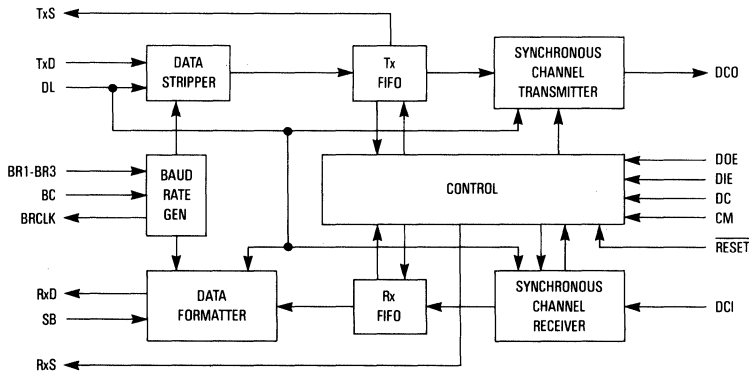 TxS
TxD
DL
DATA
STRIPPER
Tx
FIFO
SYNCHRONOUS
CHANNEL
TRANSMITTER
DCO
BR1-BR3
BC
BRCLK
BAUD
RATE
GEN
CONTROL
DOE
DIE
DC
CM
RESET
RxD
SB
DATA
FORMATTER
Rx
FIFO
SYNCHRONOUS
CHANNEL
RECEIVER
DCI
RxS